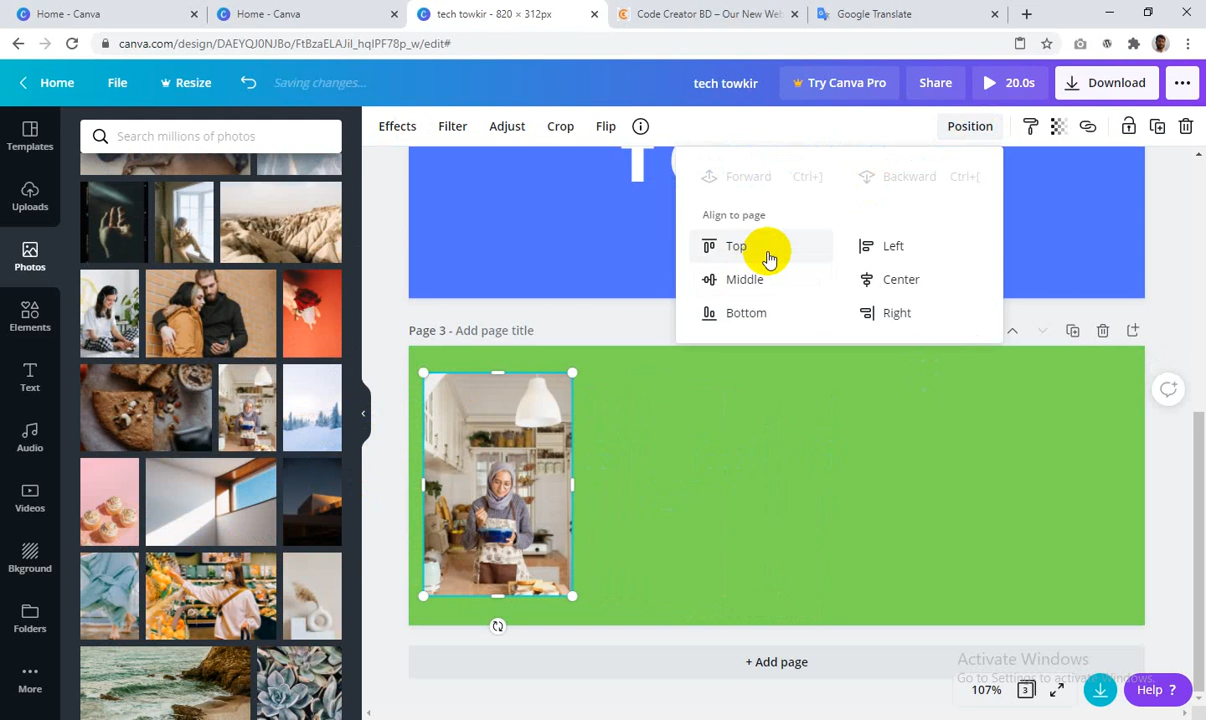 Home - Canva
Home - Canva
tech towkir - 820 × 312px
Code Creator BD – Our New Web
Google Translate
canva.com/design/DAEYQJ0NJBo/FtBzaELAJil_hqIPF78p_w/edit#
Home
File
Resize
Saving changes...
tech towkir
Try Canva Pro
Share
20.0s
Download
Templates
Uploads
Photos
Elements
Text
Audio
Videos
Bkground
Folders
More
Search millions of photos
Effects
Filter
Adjust
Crop
Flip
Position
Forward Ctrl+]
Backward Ctrl+[
Align to page
Top
Left
Middle
Center
Bottom
Right
Page 3 - Add page title
+ Add page
Activate Windows
Go to Settings to activate Windows.
107%
3
Help ?